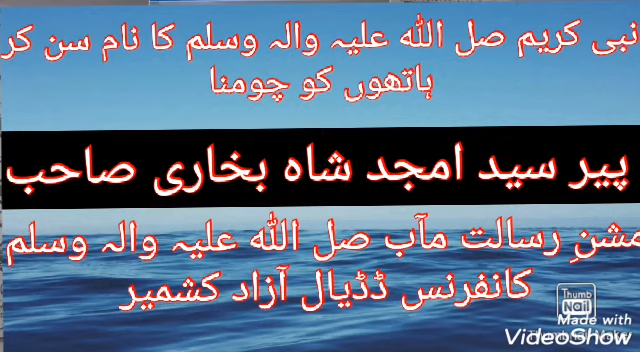 نبی کریم صل اللہ علیہ والہ وسلم کا نام سن کر
ہاتھوں کو چومنا
پیر سید امجد شاہ بخاری صاحب
مشنِ رسالت مآب صل اللہ علیہ والہ وسلم
کانفرنس ڈڈیال آزاد کشمیر
Thumb
Nail
Made with
VideoShow